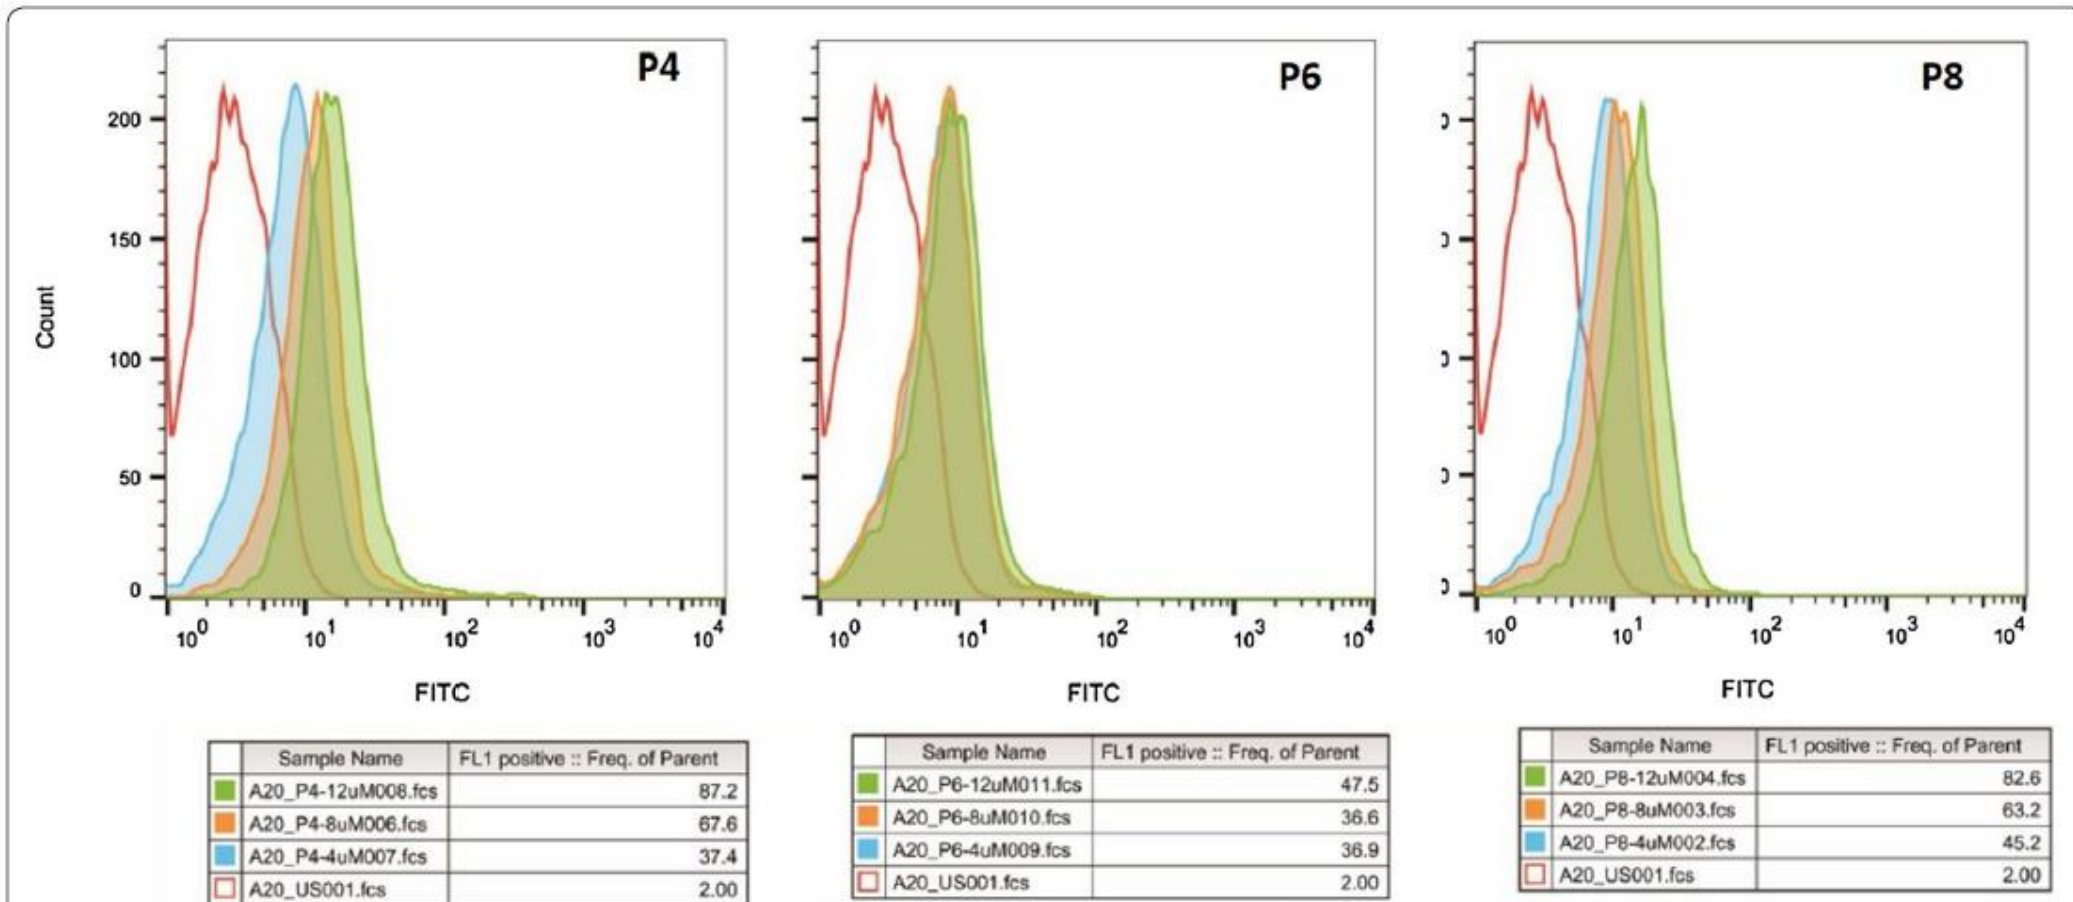 P4
P6
P8
200
150
100
50
0
Count
10^0 10^1 10^2 10^3 10^4
10^0 10^1 10^2 10^3 10^4
10^0 10^1 10^2 10^3 10^4
FITC
FITC
FITC
Sample Name FL1 positive :: Freq. of Parent
A20_P4-12uM008.fcs 87.2
A20_P4-8uM006.fcs 67.6
A20_P4-4uM007.fcs 37.4
A20_US001.fcs 2.00
Sample Name FL1 positive :: Freq. of Parent
A20_P6-12uM011.fcs 47.5
A20_P6-8uM010.fcs 36.6
A20_P6-4uM009.fcs 36.9
A20_US001.fcs 2.00
Sample Name FL1 positive :: Freq. of Parent
A20_P8-12uM004.fcs 82.6
A20_P8-8uM003.fcs 63.2
A20_P8-4uM002.fcs 45.2
A20_US001.fcs 2.00